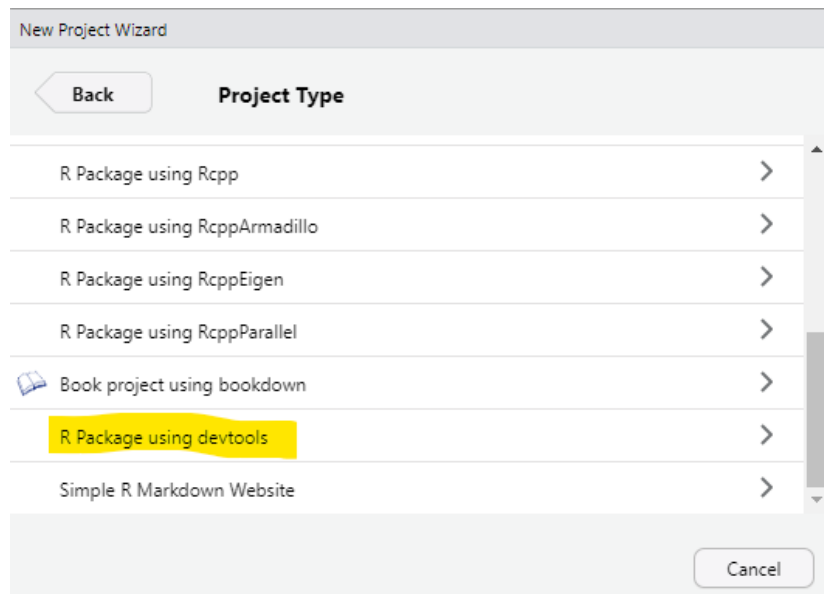 New Project Wizard
Back
Project Type
R Package using Rcpp
R Package using RcppArmadillo
R Package using RcppEigen
R Package using RcppParallel
Book project using bookdown
R Package using devtools
Simple R Markdown Website
Cancel